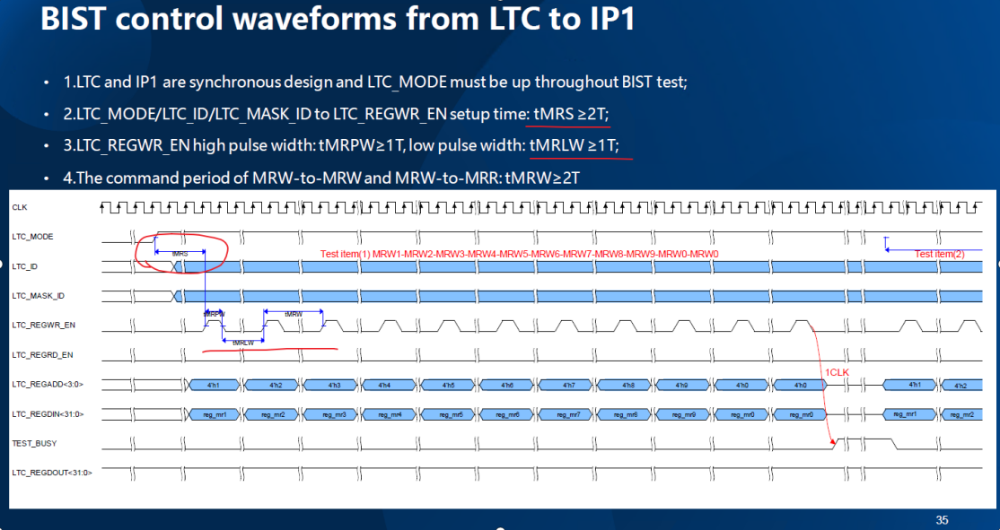 BIST control waveforms from LTC to IP1
• 1.LTC and IP1 are synchronous design and LTC_MODE must be up throughout BIST test;
• 2.LTC_MODE/LTC_ID/LTC_MASK_ID to LTC_REGWR_EN setup time: tMRS ≥2T;
• 3.LTC_REGWR_EN high pulse width: tMRPW≥1T, low pulse width: tMRLW ≥1T;
• 4.The command period of MRW-to-MRW and MRW-to-MRR: tMRW≥2T
CLK
LTC_MODE
tMRS
Test item(1) MRW1-MRW2-MRW3-MRW4-MRW5-MRW6-MRW7-MRW8-MRW9-MRW0-MRW0
Test item(2)
LTC_ID
LTC_MASK_ID
tMRPW
tMRW
LTC_REGWR_EN
tMRLW
LTC_REGRD_EN
1CLK
LTC_REGADD<3:0> 4'h1 4'h2 4'h3 4'h4 4'h5 4'h6 4'h7 4'h8 4'h9 4'h0 4'h0 4'h1 4'h2
LTC_REGDIN<31:0> reg_mr1 reg_mr2 reg_mr3 reg_mr4 reg_mr5 reg_mr6 reg_mr7 reg_mr8 reg_mr9 reg_mr0 reg_mr0 reg_mr1 reg_mr2
TEST_BUSY
LTC_REGDOUT<31:0>
35